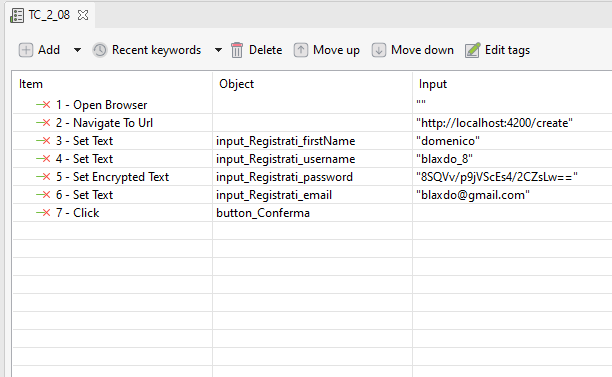 TC_2_08
Add Recent keywords Delete Move up Move down Edit tags
Item Object Input
1 - Open Browser ""
2 - Navigate To Url "http://localhost:4200/create"
3 - Set Text input_Registrati_firstName "domenico"
4 - Set Text input_Registrati_username "blaxdo_8"
5 - Set Encrypted Text input_Registrati_password "8SQVv/p9jVScEs4/2CZsLw=="
6 - Set Text input_Registrati_email "blaxdo@gmail.com"
7 - Click button_Conferma